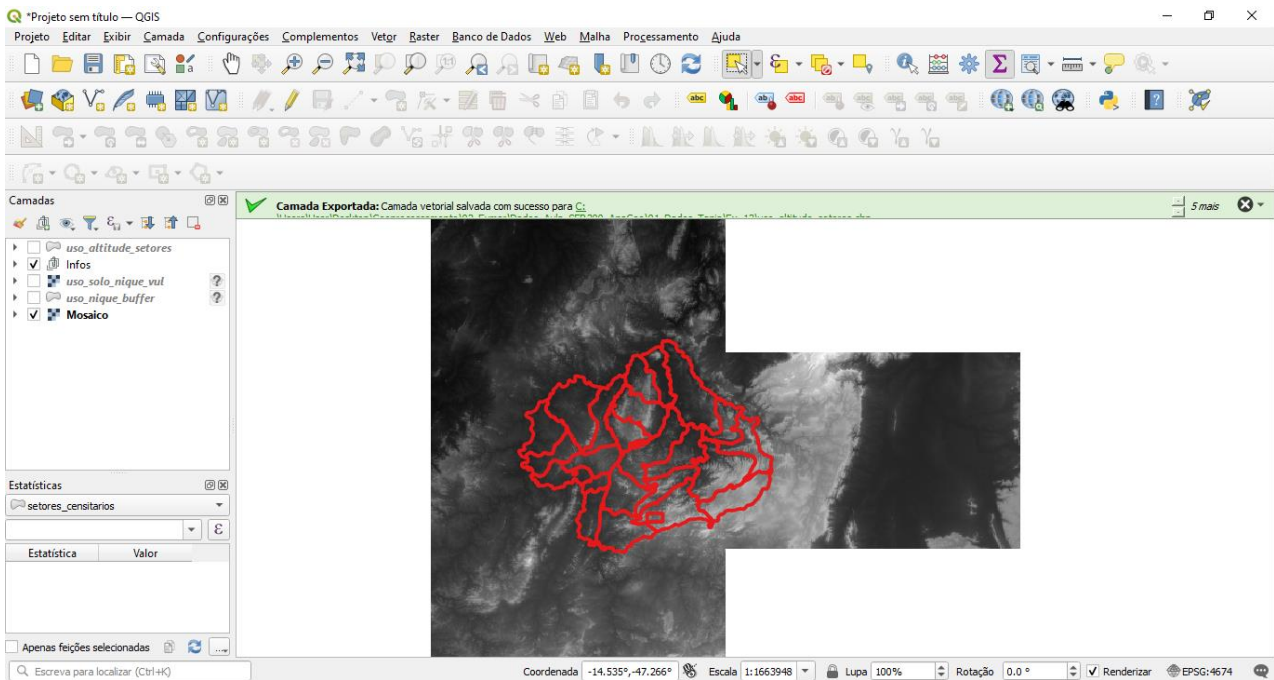 *Projeto sem título — QGIS
Projeto Editar Exibir Camada Configurações Complementos Vetor Raster Banco de Dados Web Malha Processamento Ajuda
Camadas
Camada Exportada: Camada vetorial salvada com sucesso para C:
5 mais
uso_altitude_setores
Infos
uso_solo_nique_vul ?
uso_nique_buffer ?
Mosaico
Estatísticas
setores_censitarios
ε
Estatística Valor
Apenas feições selecionadas
Escreva para localizar (Ctrl+K)
Coordenada -14.535°,-47.266° Escala 1:1663948 Lupa 100% Rotação 0.0 ° Renderizar EPSG:4674